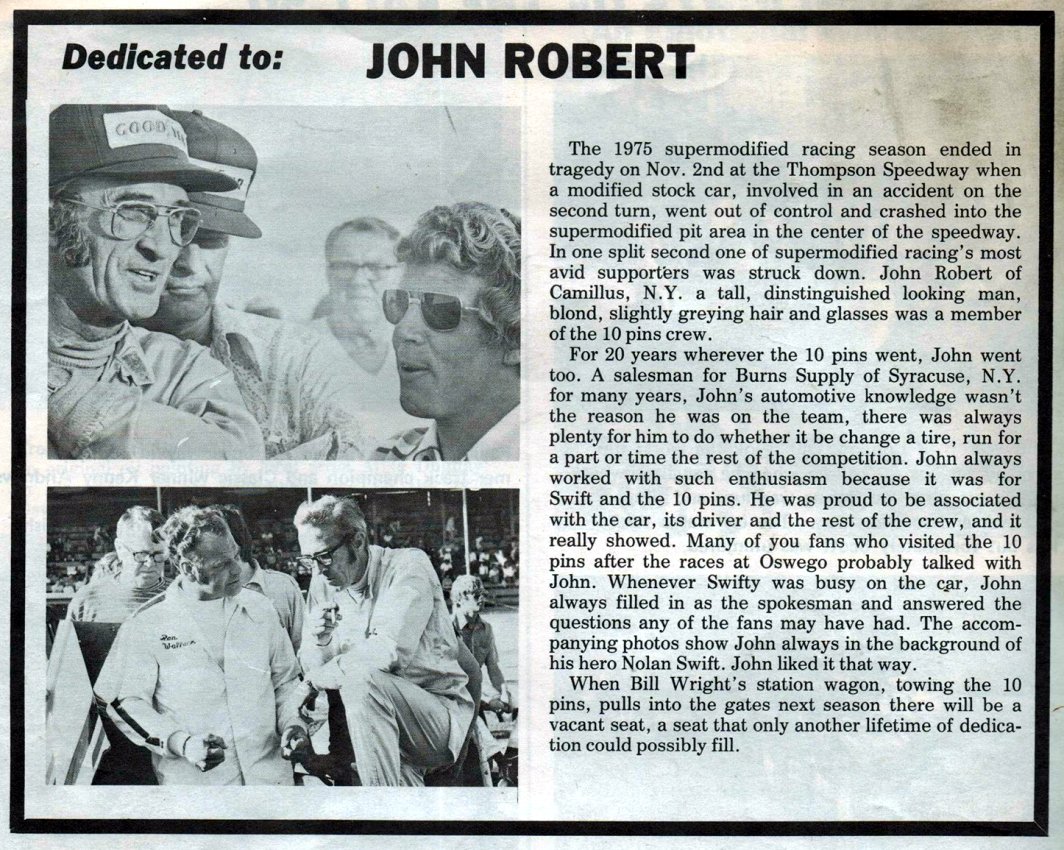 Dedicated to: JOHN ROBERT
GOOD
The 1975 supermodified racing season ended in
tragedy on Nov. 2nd at the Thompson Speedway when
a modified stock car, involved in an accident on the
second turn, went out of control and crashed into the
supermodified pit area in the center of the speedway.
In one split second one of supermodified racing's most
avid supporters was struck down. John Robert of
Camillus, N.Y. a tall, dinstinguished looking man,
blond, slightly greying hair and glasses was a member
of the 10 pins crew.
For 20 years wherever the 10 pins went, John went
too. A salesman for Burns Supply of Syracuse, N.Y.
for many years, John's automotive knowledge wasn't
the reason he was on the team, there was always
plenty for him to do whether it be change a tire, run for
a part or time the rest of the competition. John always
worked with such enthusiasm because it was for
Swift and the 10 pins. He was proud to be associated
with the car, its driver and the rest of the crew, and it
really showed. Many of you fans who visited the 10
pins after the races at Oswego probably talked with
John. Whenever Swifty was busy on the car, John
always filled in as the spokesman and answered the
questions any of the fans may have had. The accom-
panying photos show John always in the background of
his hero Nolan Swift. John liked it that way.
When Bill Wright's station wagon, towing the 10
pins, pulls into the gates next season there will be a
vacant seat, a seat that only another lifetime of dedica-
tion could possibly fill.
Ron
Wallace